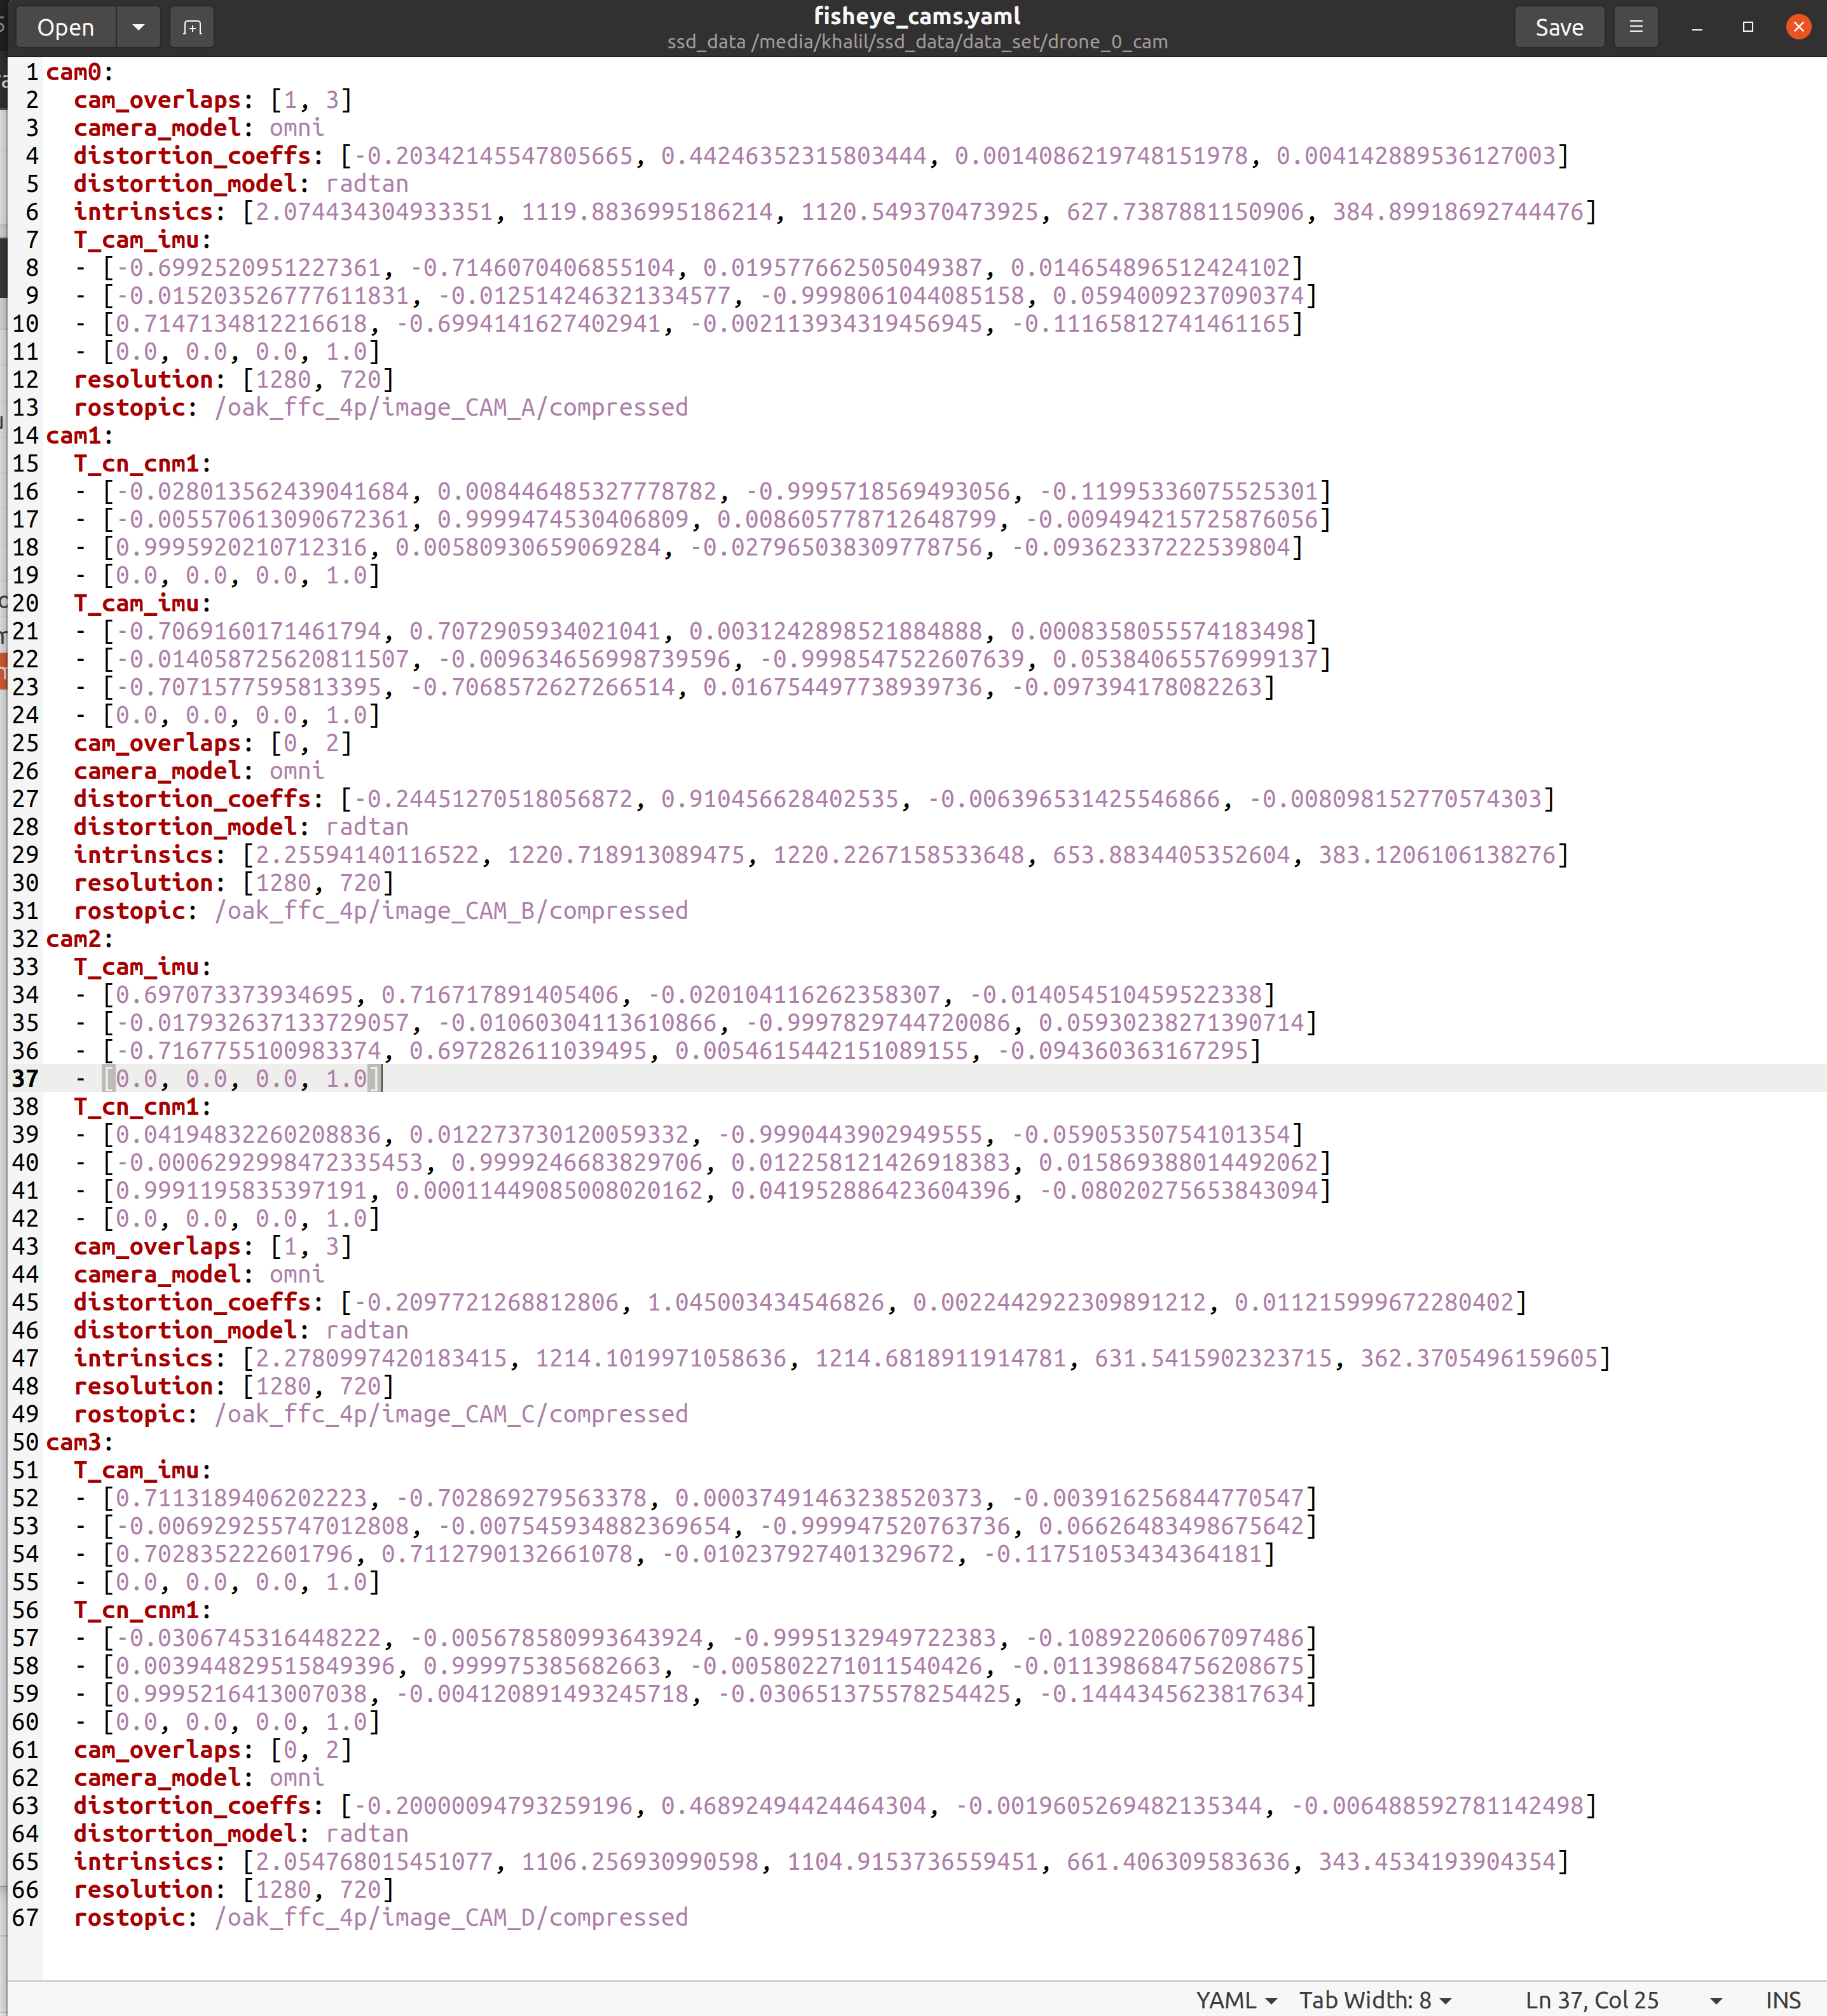 Open
fisheye_cams.yaml
ssd_data /media/khalil/ssd_data/data_set/drone_0_cam
Save
1 cam0:
2   cam_overlaps: [1, 3]
3   camera_model: omni
4   distortion_coeffs: [-0.20342145547805665, 0.44246352315803444, 0.0014086219748151978, 0.004142889536127003]
5   distortion_model: radtan
6   intrinsics: [2.074434304933351, 1119.8836995186214, 1120.549370473925, 627.7387881150906, 384.89918692744476]
7   T_cam_imu:
8   - [-0.6992520951227361, -0.7146070406855104, 0.019577662505049387, 0.014654896512424102]
9   - [-0.015203526777611831, -0.012514246321334577, -0.9998061044085158, 0.0594009237090374]
10   - [0.7147134812216618, -0.6994141627402941, -0.002113934319456945, -0.11165812741461165]
11   - [0.0, 0.0, 0.0, 1.0]
12   resolution: [1280, 720]
13   rostopic: /oak_ffc_4p/image_CAM_A/compressed
14 cam1:
15   T_cn_cnm1:
16   - [-0.028013562439041684, 0.008446485327778782, -0.9995718569493056, -0.11995336075525301]
17   - [-0.005570613090672361, 0.9999474530406809, 0.008605778712648799, -0.009494215725876056]
18   - [0.9995920210712316, 0.00580930659069284, -0.027965038309778756, -0.09362337222539804]
19   - [0.0, 0.0, 0.0, 1.0]
20   T_cam_imu:
21   - [-0.7069160171461794, 0.7072905934021041, 0.0031242898521884888, 0.0008358055574183498]
22   - [-0.014058725620811507, -0.009634656998739596, -0.9998547522607639, 0.05384065576999137]
23   - [-0.7071577595813395, -0.7068572627266514, 0.016754497738939736, -0.097394178082263]
24   - [0.0, 0.0, 0.0, 1.0]
25   cam_overlaps: [0, 2]
26   camera_model: omni
27   distortion_coeffs: [-0.24451270518056872, 0.910456628402535, -0.006396531425546866, -0.008098152770574303]
28   distortion_model: radtan
29   intrinsics: [2.25594140116522, 1220.718913089475, 1220.2267158533648, 653.8834405352604, 383.1206106138276]
30   resolution: [1280, 720]
31   rostopic: /oak_ffc_4p/image_CAM_B/compressed
32 cam2:
33   T_cam_imu:
34   - [0.697073373934695, 0.716717891405406, -0.020104116262358307, -0.014054510459522338]
35   - [-0.017932637133729057, -0.01060304113610866, -0.9997829744720086, 0.05930238271390714]
36   - [-0.7167755100983374, 0.697282611039495, 0.0054615442151089155, -0.094360363167295]
37   - [0.0, 0.0, 0.0, 1.0]
38   T_cn_cnm1:
39   - [0.04194832260208836, 0.012273730120059332, -0.9990443902949555, -0.05905350754101354]
40   - [-0.0006292998472335453, 0.9999246683829706, 0.012258121426918383, 0.015869388014492062]
41   - [0.9991195835397191, 0.00011449085008020162, 0.041952886423604396, -0.08020275653843094]
42   - [0.0, 0.0, 0.0, 1.0]
43   cam_overlaps: [1, 3]
44   camera_model: omni
45   distortion_coeffs: [-0.2097721268812806, 1.045003434546826, 0.0022442922309891212, 0.011215999672280402]
46   distortion_model: radtan
47   intrinsics: [2.2780997420183415, 1214.1019971058636, 1214.6818911914781, 631.5415902323715, 362.3705496159605]
48   resolution: [1280, 720]
49   rostopic: /oak_ffc_4p/image_CAM_C/compressed
50 cam3:
51   T_cam_imu:
52   - [0.7113189406202223, -0.702869279563378, 0.00037491463238520373, -0.003916256844770547]
53   - [-0.006929255747012808, -0.007545934882369654, -0.999947520763736, 0.06626483498675642]
54   - [0.702835222601796, 0.7112790132661078, -0.010237927401329672, -0.11751053434364181]
55   - [0.0, 0.0, 0.0, 1.0]
56   T_cn_cnm1:
57   - [-0.0306745316448222, -0.005678580993643924, -0.9995132949722383, -0.10892206067097486]
58   - [0.003944829515849396, 0.999975385682663, -0.005802271011540426, -0.011398684756208675]
59   - [0.9995216413007038, -0.004120891493245718, -0.030651375578254425, -0.1444345623817634]
60   - [0.0, 0.0, 0.0, 1.0]
61   cam_overlaps: [0, 2]
62   camera_model: omni
63   distortion_coeffs: [-0.20000094793259196, 0.46892494424464304, -0.0019605269482135344, -0.006488592781142498]
64   distortion_model: radtan
65   intrinsics: [2.054768015451077, 1106.256930990598, 1104.9153736559451, 661.406309583636, 343.4534193904354]
66   resolution: [1280, 720]
67   rostopic: /oak_ffc_4p/image_CAM_D/compressed
YAML Tab Width: 8 Ln 37, Col 25 INS